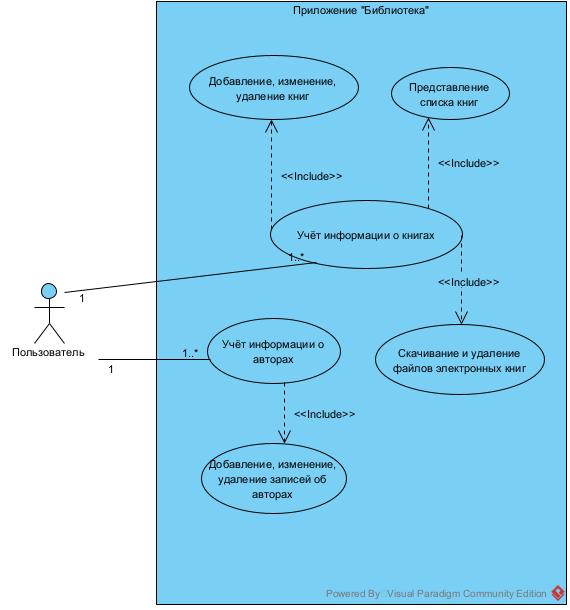 Приложение "Библиотека"
Добавление, изменение,
удаление книг
Представление
списка книг
<<Include>>
<<Include>>
Учёт информации о книгах
1..*
1
<<Include>>
Пользователь
1
1..*
Учёт информации о
авторах
Скачивание и удаление
файлов электронных книг
<<Include>>
Добавление, изменение,
удаление записей об
авторах
Powered By: Visual Paradigm Community Edition